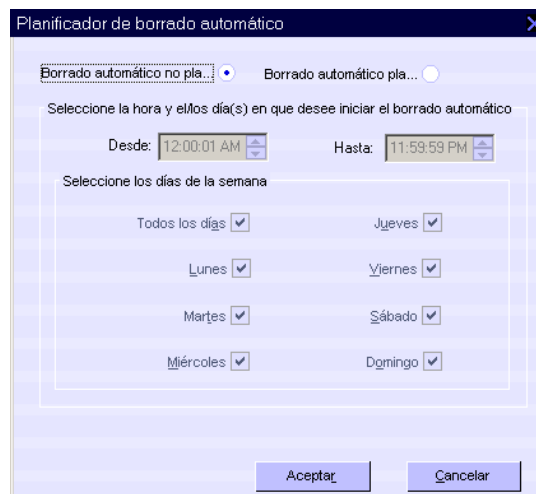 Planificador de borrado automático
Borrado automático no pla... Borrado automático pla...
Seleccione la hora y el/los día(s) en que desee iniciar el borrado automático
Desde: 12:00:01 AM Hasta: 11:59:59 PM
Seleccione los días de la semana
Todos los días Jueves
Lunes Viernes
Martes Sábado
Miércoles Domingo
Aceptar Cancelar